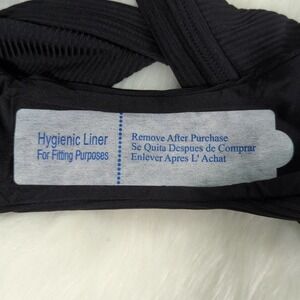 Hygienic Liner
For Fitting Purposes
Remove After Purchase
Se Quita Despues de Comprar
Enlever Apres L' Achat